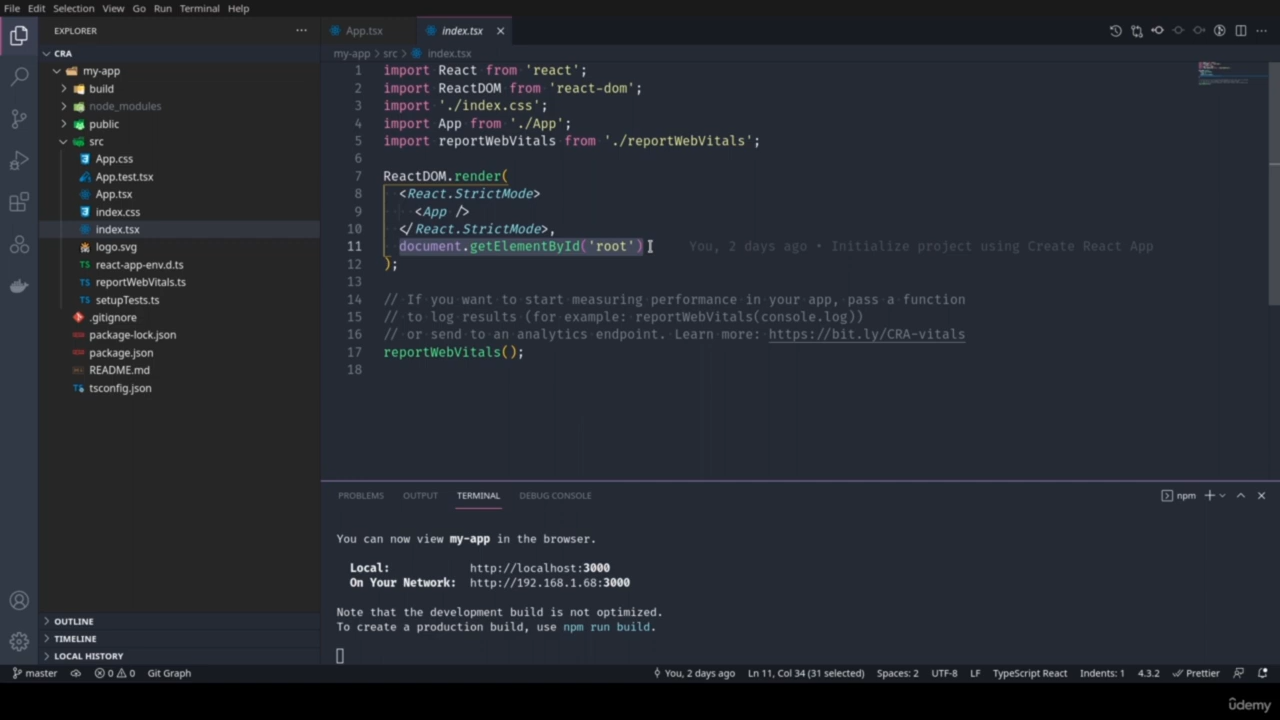 File Edit Selection View Go Run Terminal Help
EXPLORER
CRA
my-app
build
node_modules
public
src
App.css
App.test.tsx
App.tsx
index.css
index.tsx
logo.svg
react-app-env.d.ts
reportWebVitals.ts
setupTests.ts
.gitignore
package-lock.json
package.json
README.md
tsconfig.json
OUTLINE
TIMELINE
LOCAL HISTORY
App.tsx index.tsx
my-app > src > index.tsx
1 import React from 'react';
2 import ReactDOM from 'react-dom';
3 import './index.css';
4 import App from './App';
5 import reportWebVitals from './reportWebVitals';
6
7 ReactDOM.render(
8 <React.StrictMode>
9 <App />
10 </React.StrictMode>,
11 document.getElementById('root') You, 2 days ago • Initialize project using Create React App
12 );
13
14 // If you want to start measuring performance in your app, pass a function
15 // to log results (for example: reportWebVitals(console.log))
16 // or send to an analytics endpoint. Learn more: https://bit.ly/CRA-vitals
17 reportWebVitals();
18
PROBLEMS OUTPUT TERMINAL DEBUG CONSOLE npm
You can now view my-app in the browser.
Local: http://localhost:3000
On Your Network: http://192.168.1.68:3000
Note that the development build is not optimized.
To create a production build, use npm run build.
master 0 0 Git Graph You, 2 days ago Ln 11, Col 34 (31 selected) Spaces: 2 UTF-8 LF TypeScript React Indents: 1 4.3.2 Prettier
udemy